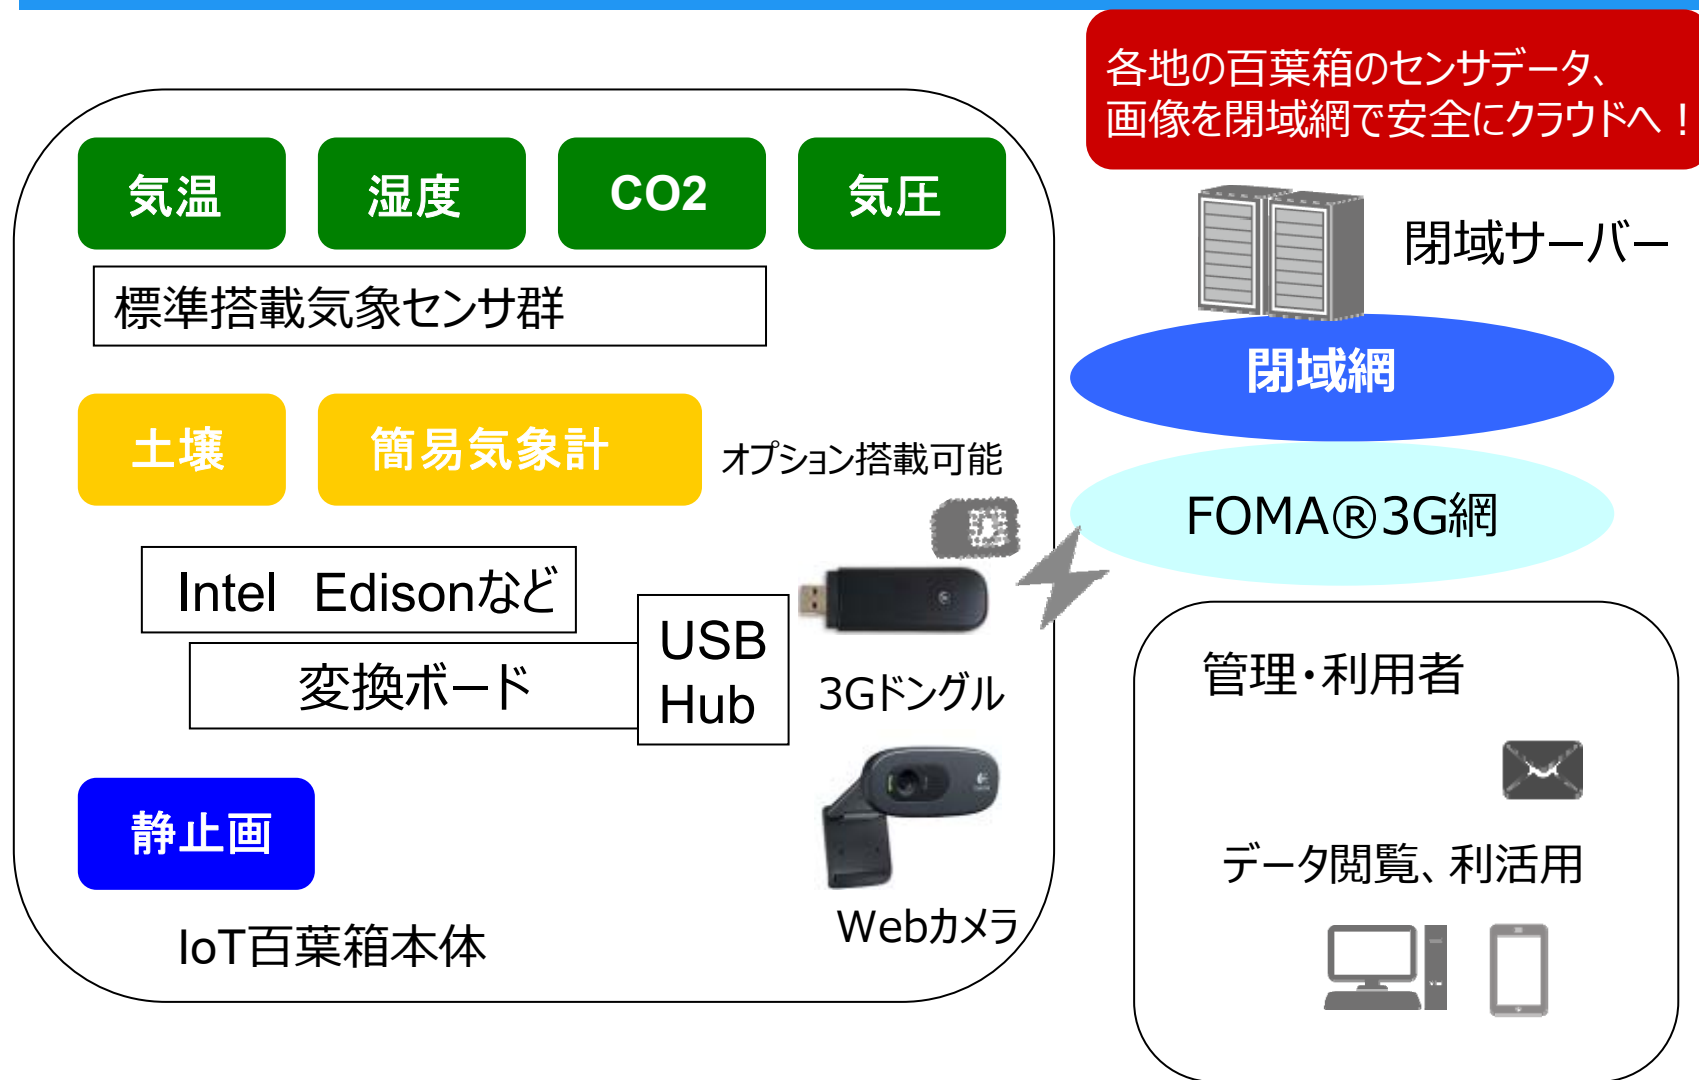 各地の百葉箱のセンサデータ、
画像を閉域網で安全にクラウドへ！
気温
湿度
CO2
気圧
標準搭載気象センサ群
閉域サーバー
閉域網
土壌
簡易気象計
オプション搭載可能
FOMA®3G網
Intel　Edisonなど
変換ボード
USB
Hub
3Gドングル
管理・利用者
静止画
Webカメラ
データ閲覧、利活用
IoT百葉箱本体